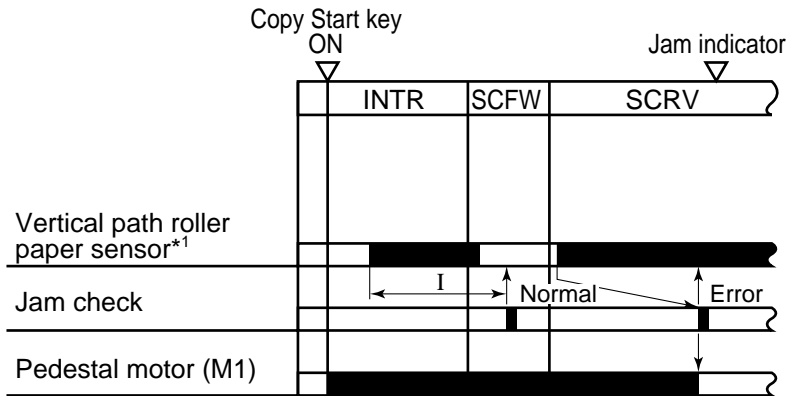 Copy Start key
ON
Jam indicator
INTR SCFW SCRV
Vertical path roller
paper sensor*1
I
Normal
Error
Jam check
Pedestal motor (M1)